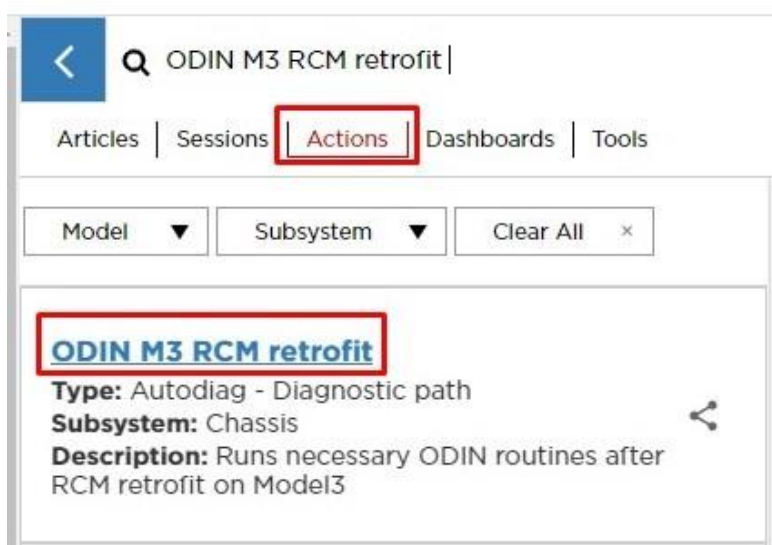 ODIN M3 RCM retrofit
Articles | Sessions | Actions | Dashboards | Tools
Model ▼ Subsystem ▼ Clear All ×
ODIN M3 RCM retrofit
Type: Autodiag - Diagnostic path
Subsystem: Chassis
Description: Runs necessary ODIN routines after
RCM retrofit on Model3